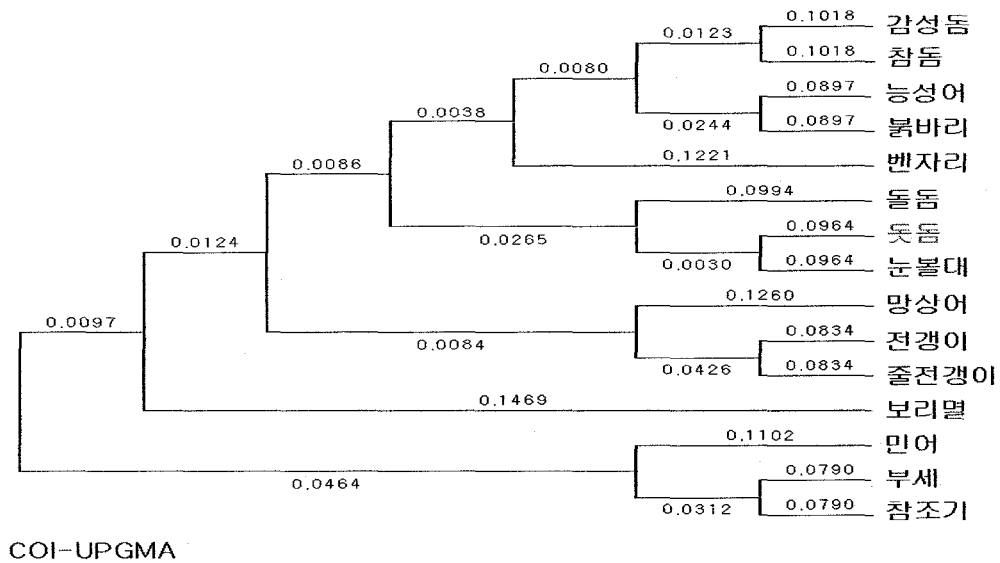 0.1018 감성돔
0.0123
0.1018 참돔
0.0080
0.0897 능성어
0.0038
0.0244
0.0897 붉바리
0.0086
0.1221 벤자리
0.0994 돌돔
0.0124
0.0265
0.0964 돗돔
0.0030
0.0964 눈볼대
0.0097
0.1260 망상어
0.0084
0.0834 전갱이
0.0426
0.0834 줄전갱이
0.1469 보리멸
0.1102 민어
0.0464
0.0790 부세
0.0312
0.0790 참조기
COI-UPGMA